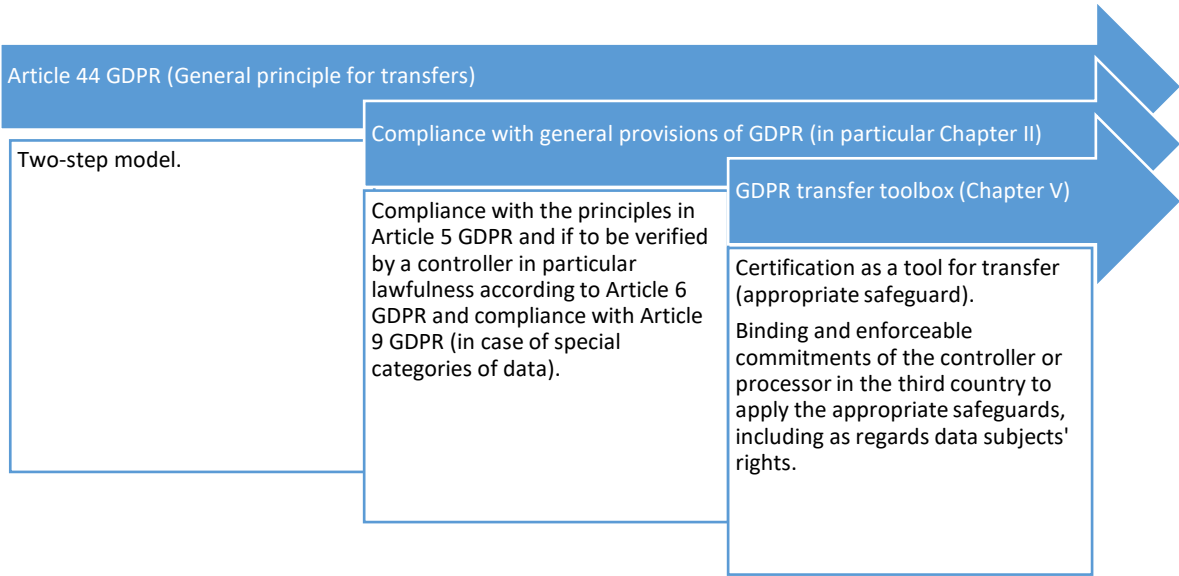 Article 44 GDPR (General principle for transfers)
Two-step model.
Compliance with general provisions of GDPR (in particular Chapter II)
Compliance with the principles in
Article 5 GDPR and if to be verified
by a controller in particular
lawfulness according to Article 6
GDPR and compliance with Article
9 GDPR (in case of special
categories of data).
GDPR transfer toolbox (Chapter V)
Certification as a tool for transfer
(appropriate safeguard).
Binding and enforceable
commitments of the controller or
processor in the third country to
apply the appropriate safeguards,
including as regards data subjects'
rights.